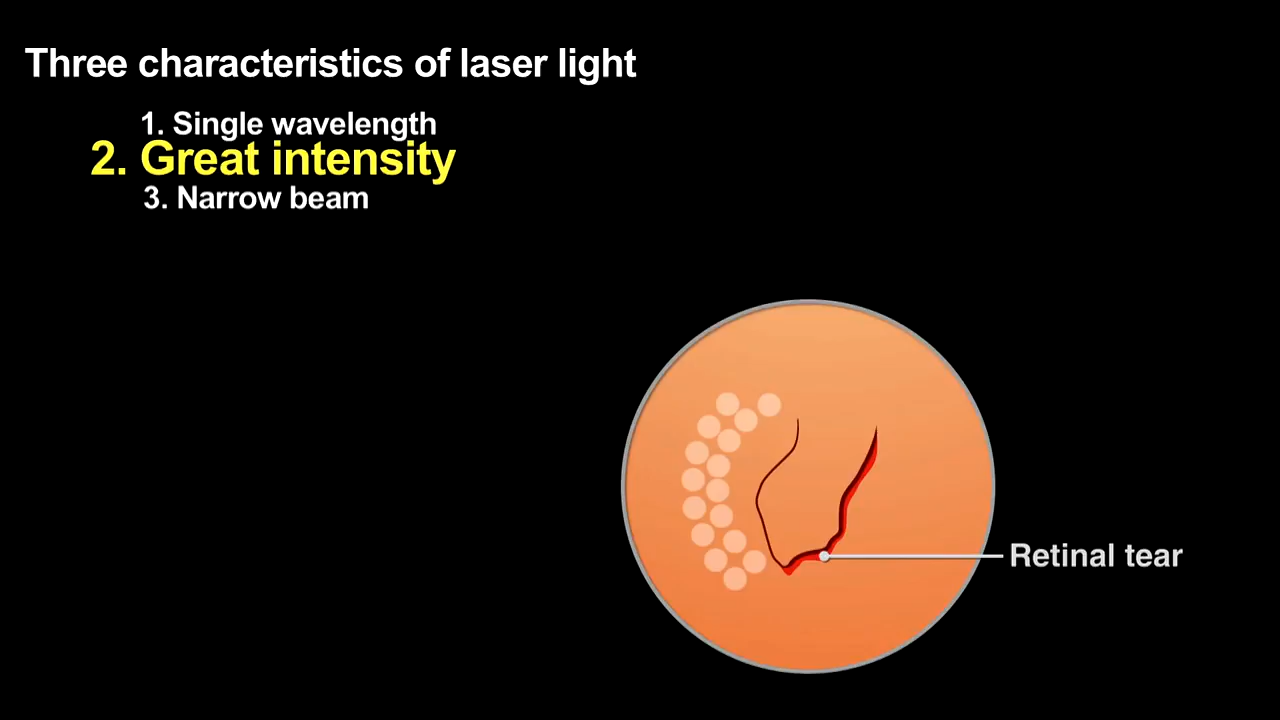 Three characteristics of laser light
1. Single wavelength
2. Great intensity
3. Narrow beam
Retinal tear